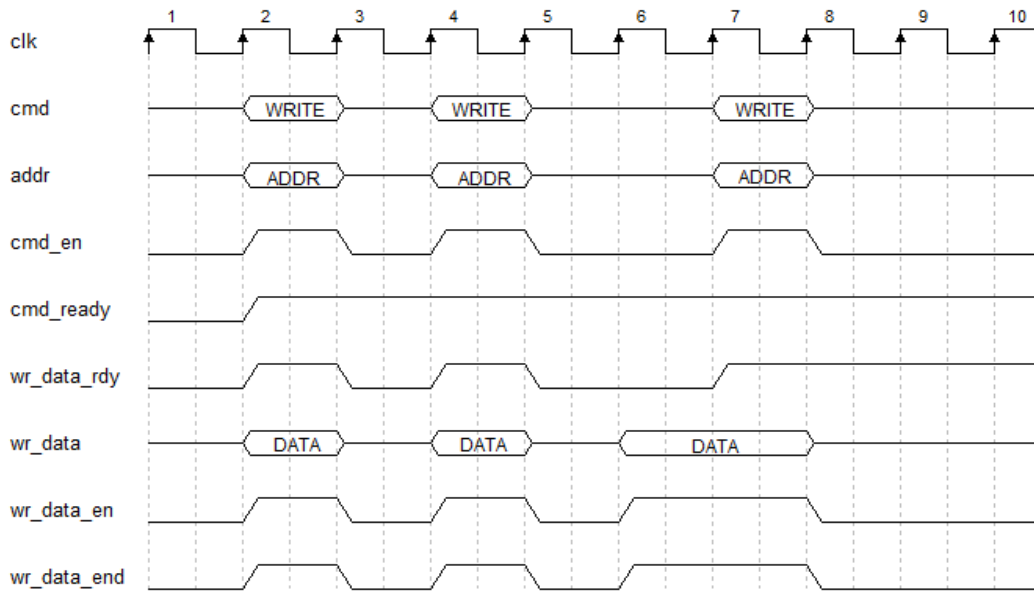 1 2 3 4 5 6 7 8 9 10
clk
cmd WRITE WRITE WRITE
addr ADDR ADDR ADDR
cmd_en
cmd_ready
wr_data_rdy
wr_data DATA DATA DATA
wr_data_en
wr_data_end